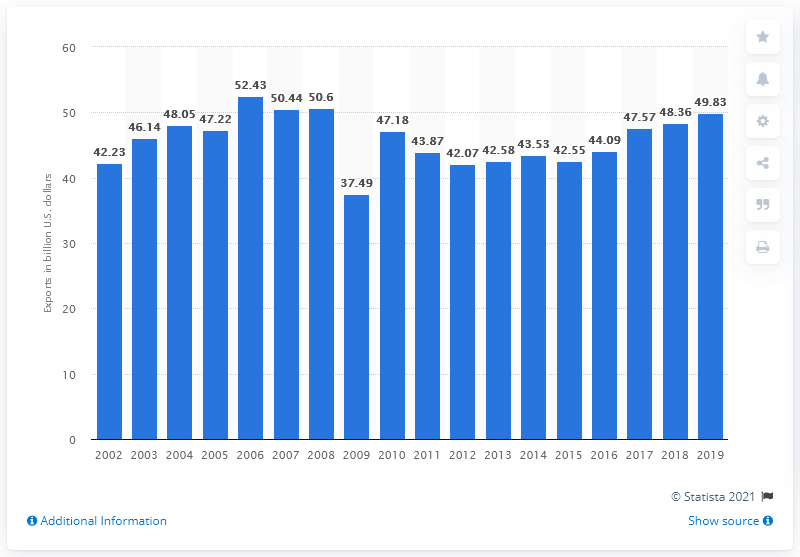 60
50
40
30
20
10
0
Exports in billion U.S. dollars
42.23 46.14 48.05 47.22 52.43 50.44 50.6 37.49 47.18 43.87 42.07 42.58 43.53 42.55 44.09 47.57 48.36 49.83
2002 2003 2004 2005 2006 2007 2008 2009 2010 2011 2012 2013 2014 2015 2016 2017 2018 2019
© Statista 2021
Additional Information
Show source